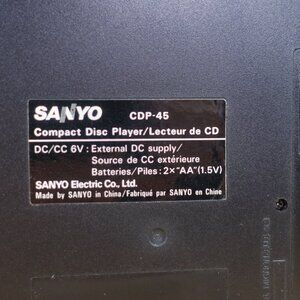 SANYO CDP-45
Compact Disc Player/Lecteur de CD
DC/CC 6V : External DC supply/
Source de CC extérieure
Batteries/Piles : 2×"AA"(1.5V)
SANYO Electric Co., Ltd.
Made by SANYO in China/Fabriqué par SANYO en Chine